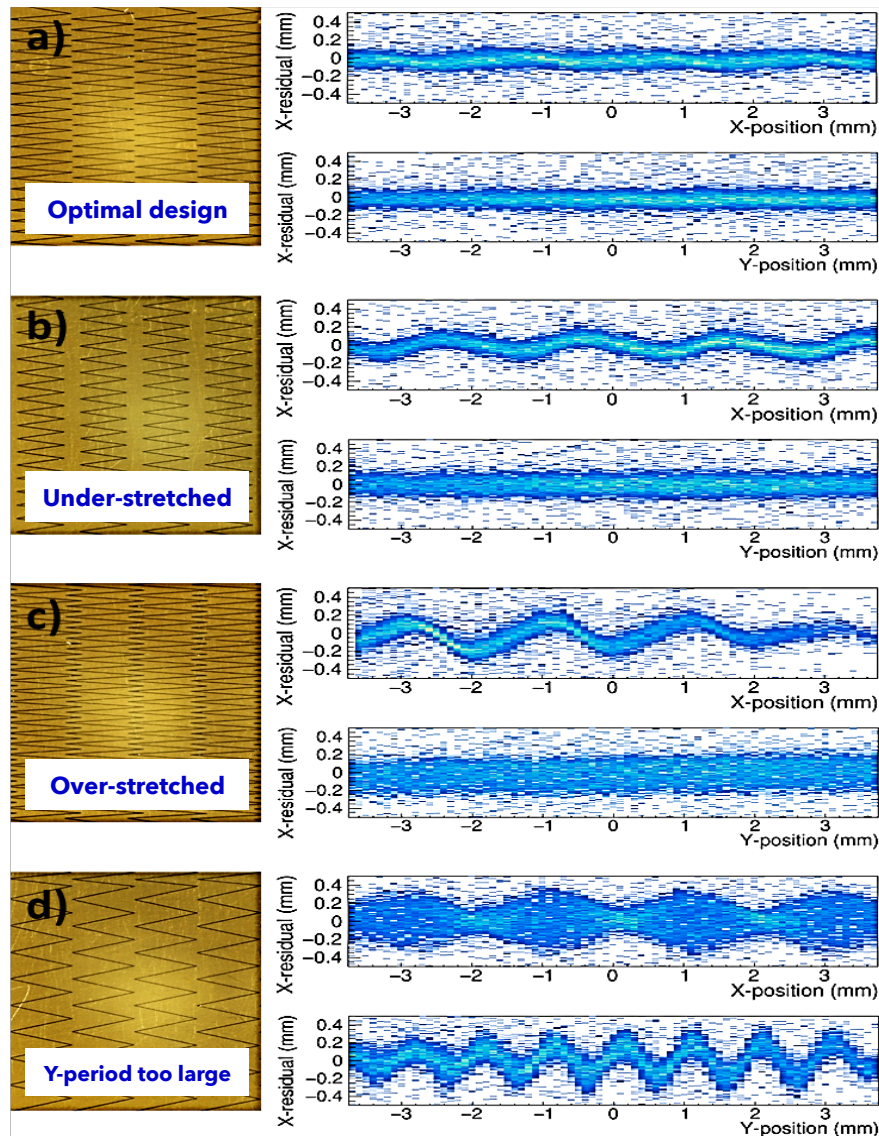 a)
Optimal design
X-residual (mm)
0.4
0.2
0
−0.2
−0.4
−3 −2 −1 0 1 2 3
X-position (mm)
X-residual (mm)
0.4
0.2
0
−0.2
−0.4
−3 −2 −1 0 1 2 3
Y-position (mm)
b)
Under-stretched
X-residual (mm)
0.4
0.2
0
−0.2
−0.4
−3 −2 −1 0 1 2 3
X-position (mm)
X-residual (mm)
0.4
0.2
0
−0.2
−0.4
−3 −2 −1 0 1 2 3
Y-position (mm)
c)
Over-stretched
X-residual (mm)
0.4
0.2
0
−0.2
−0.4
−3 −2 −1 0 1 2 3
X-position (mm)
X-residual (mm)
0.4
0.2
0
−0.2
−0.4
−3 −2 −1 0 1 2 3
Y-position (mm)
d)
Y-period too large
X-residual (mm)
0.4
0.2
0
−0.2
−0.4
−3 −2 −1 0 1 2 3
X-position (mm)
X-residual (mm)
0.4
0.2
0
−0.2
−0.4
−3 −2 −1 0 1 2 3
Y-position (mm)